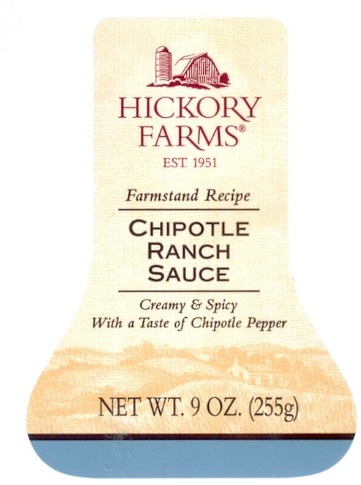 HICKORY
FARMS®
EST. 1951
Farmstand Recipe
CHIPOTLE
RANCH
SAUCE
Creamy & Spicy
With a Taste of Chipotle Pepper
NET WT. 9 OZ. (255g)